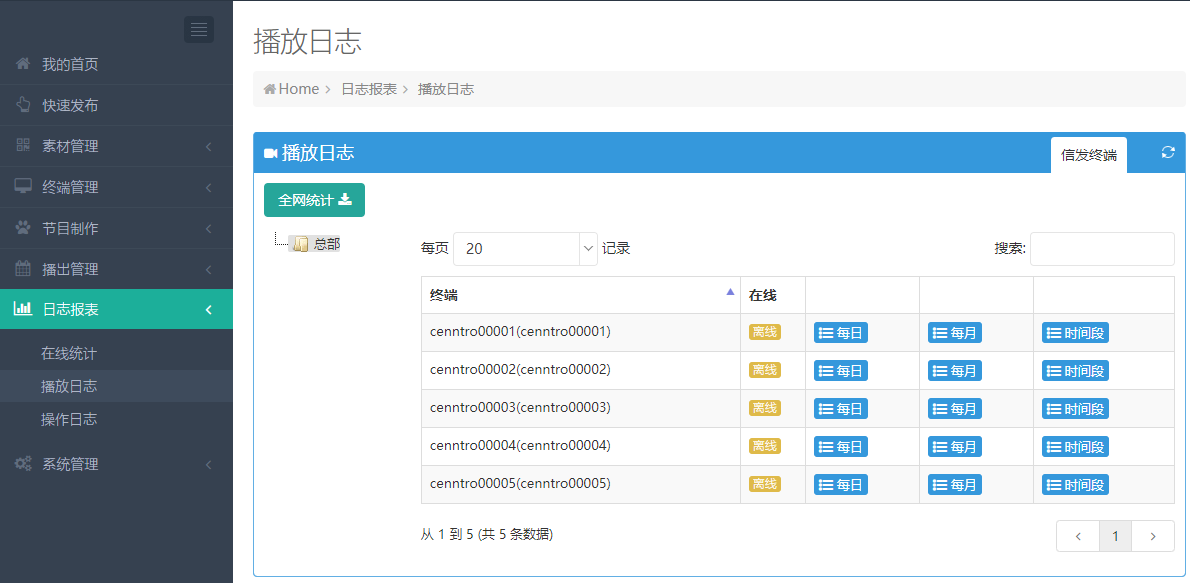 我的首页
快速发布
素材管理
终端管理
节目制作
播出管理
日志报表
在线统计
播放日志
操作日志
系统管理
播放日志
Home 日志报表 播放日志
播放日志 信发终端
全网统计
总部
每页 20 记录 搜索:
终端 在线
cenntro00001(cenntro00001) 离线 每日 每月 时间段
cenntro00002(cenntro00002) 离线 每日 每月 时间段
cenntro00003(cenntro00003) 离线 每日 每月 时间段
cenntro00004(cenntro00004) 离线 每日 每月 时间段
cenntro00005(cenntro00005) 离线 每日 每月 时间段
从 1 到 5 (共 5 条数据) 1